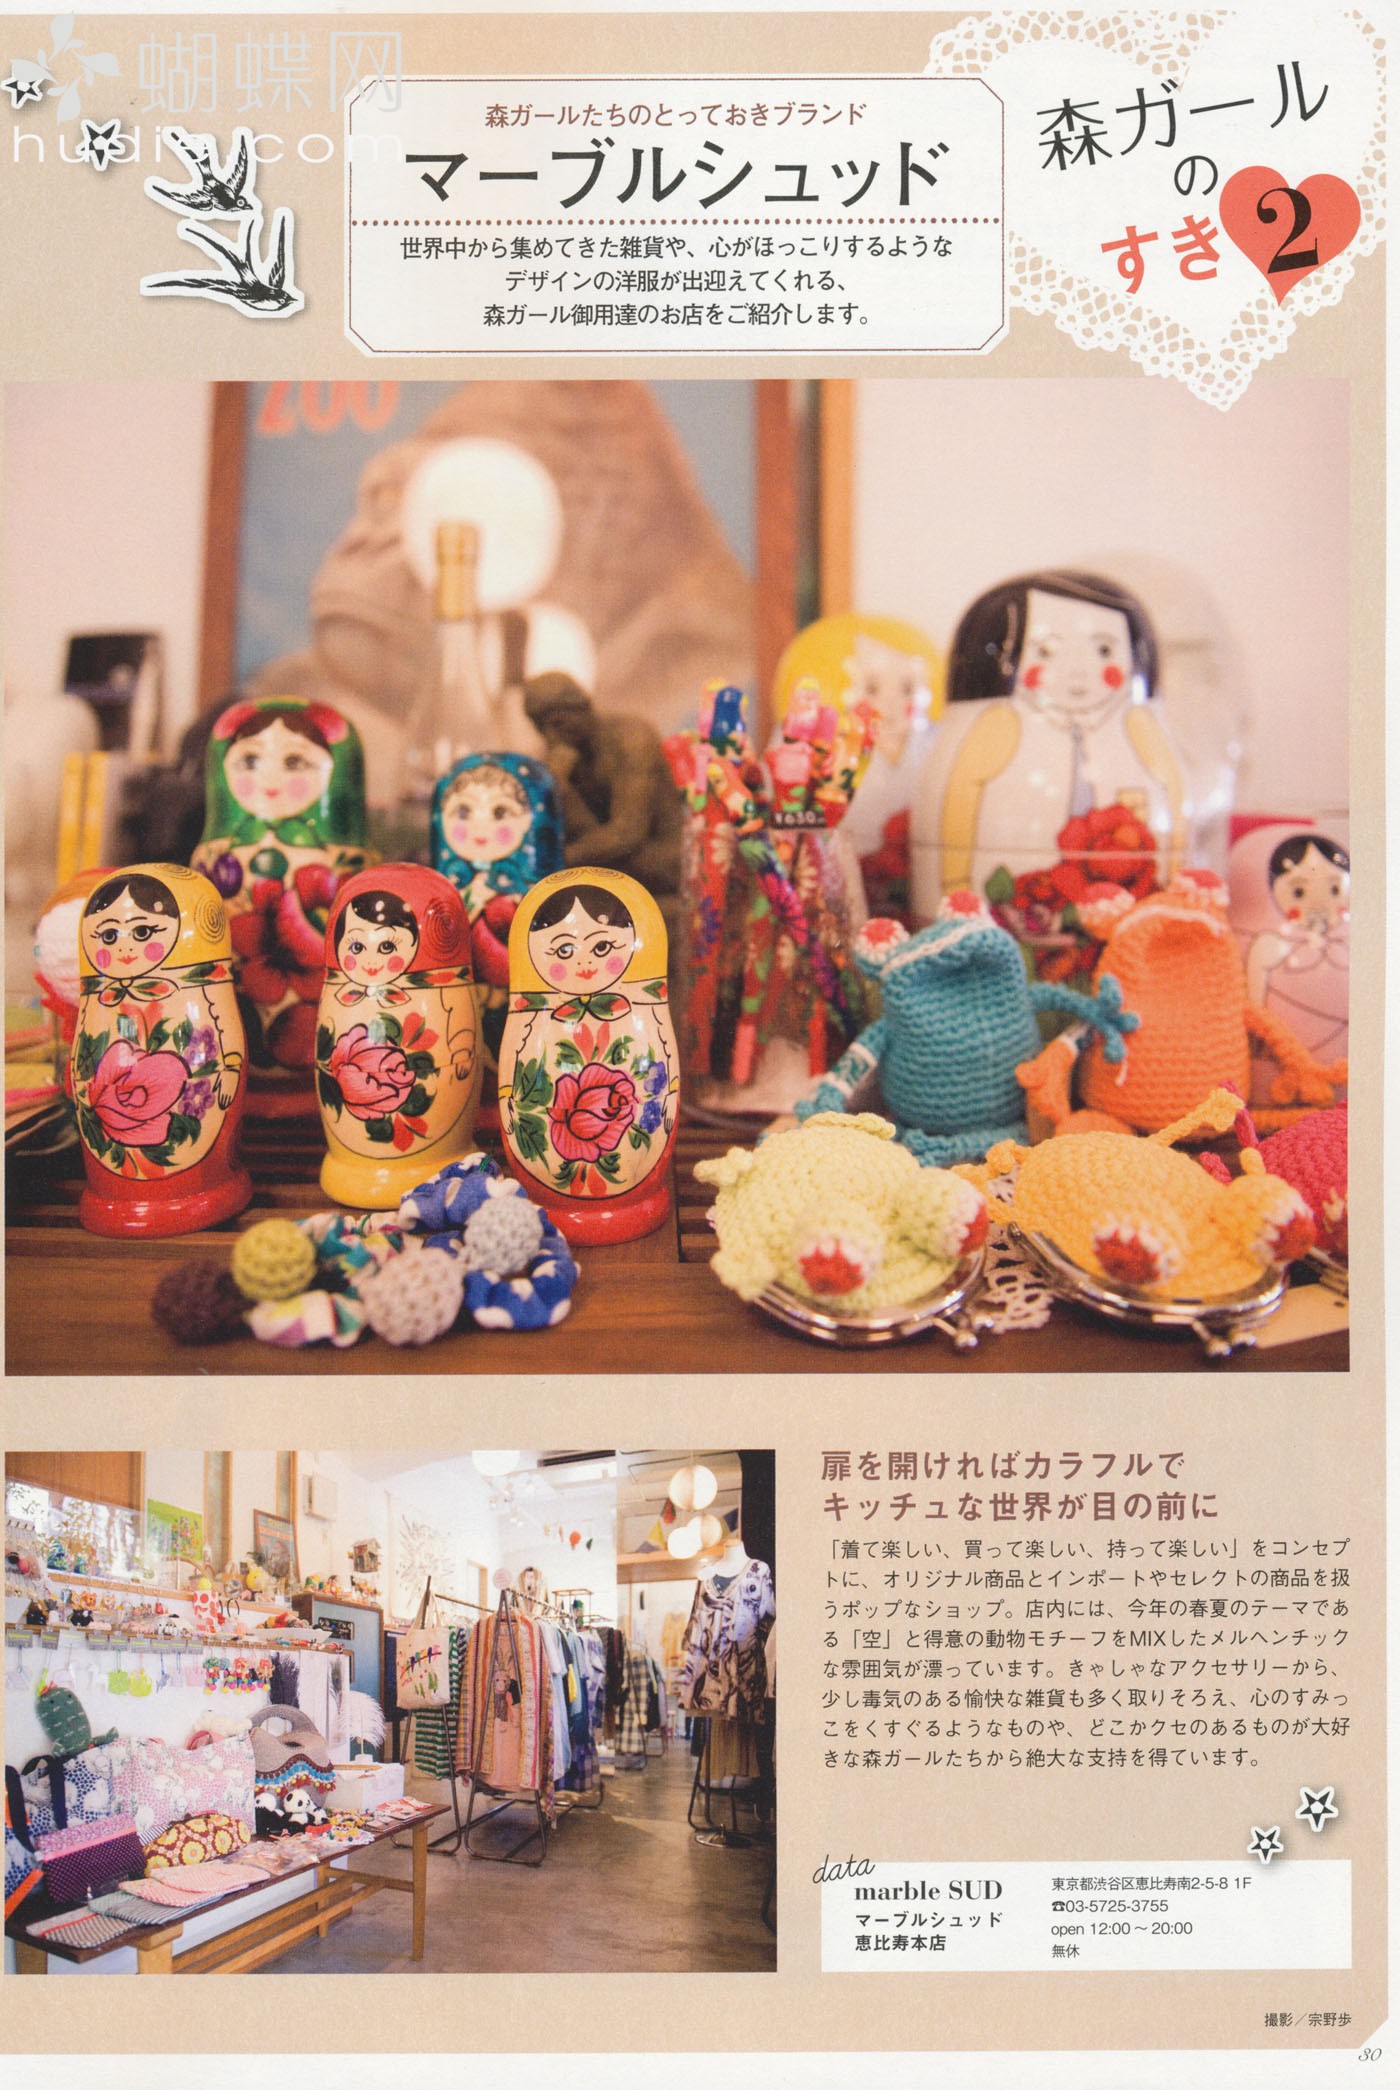 蝴蝶网
hudie.com
森ガールたちのとっておきブランド
マーブルシュッド
世界中から集めてきた雑貨や、心がほっこりするような
デザインの洋服が出迎えてくれる、
森ガール御用達のお店をご紹介します。
森ガール
の
すき 2
ZOO
¥630
扉を開ければカラフルで
キッチュな世界が目の前に
「着て楽しい、買って楽しい、持って楽しい」をコンセプ
トに、オリジナル商品とインポートやセレクトの商品を扱
うポップなショップ。店内には、今年の春夏のテーマであ
る「空」と得意の動物モチーフをMIXしたメルヘンチック
な雰囲気が漂っています。きゃしゃなアクセサリーから、
少し毒気のある愉快な雑貨も多く取りそろえ、心のすみっ
こをくすぐるようなものや、どこかクセのあるものが大好
きな森ガールたちから絶大な支持を得ています。
data
marble SUD
マーブルシュッド
恵比寿本店
東京都渋谷区恵比寿南2-5-8 1F
☎03-5725-3755
open 12:00～20:00
無休
撮影／宗野歩
30